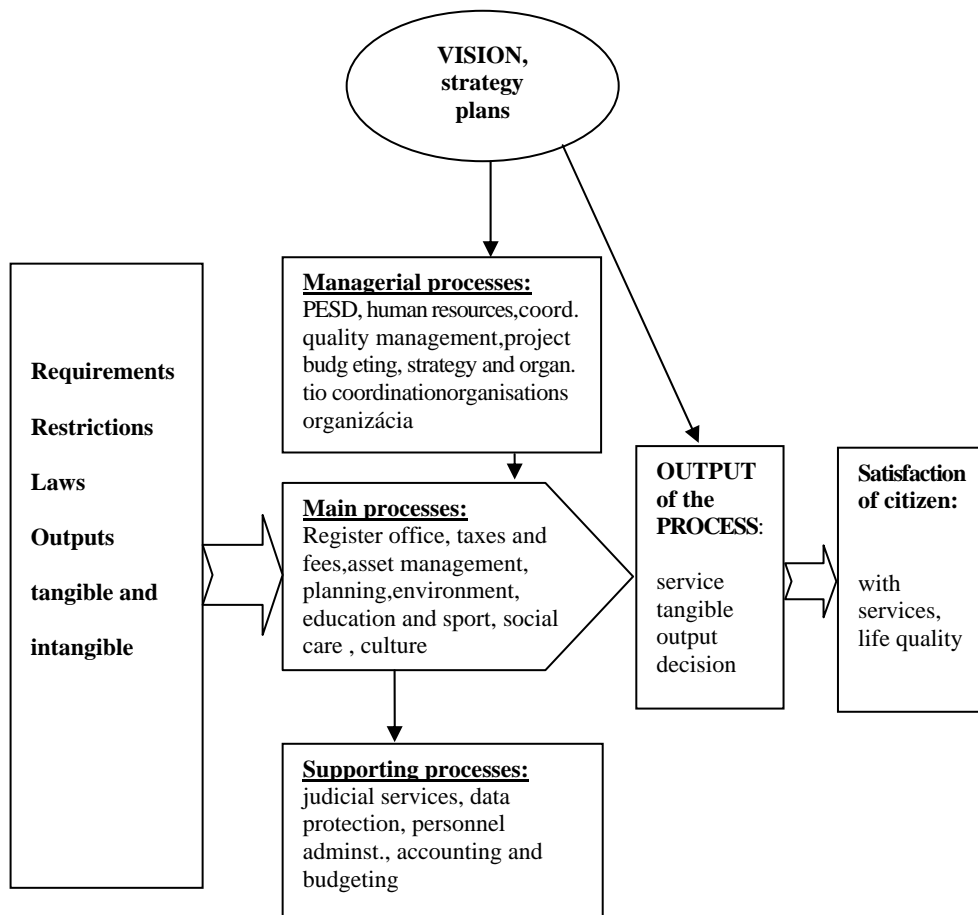 VISION,
strategy
plans
Managerial processes:
PESD, human resources,coord.
quality management,project
budg eting, strategy and organ.
tio coordinationorganisations
organizácia
Requirements
Restrictions
Laws
Outputs
tangible and
intangible
Main processes:
Register office, taxes and
fees,asset management,
planning,environment,
education and sport, social
care , culture
OUTPUT
of the
PROCESS:
service
tangible
output
decision
Satisfaction
of citizen:
with
services,
life quality
Supporting processes:
judicial services, data
protection, personnel
adminst., accounting and
budgeting